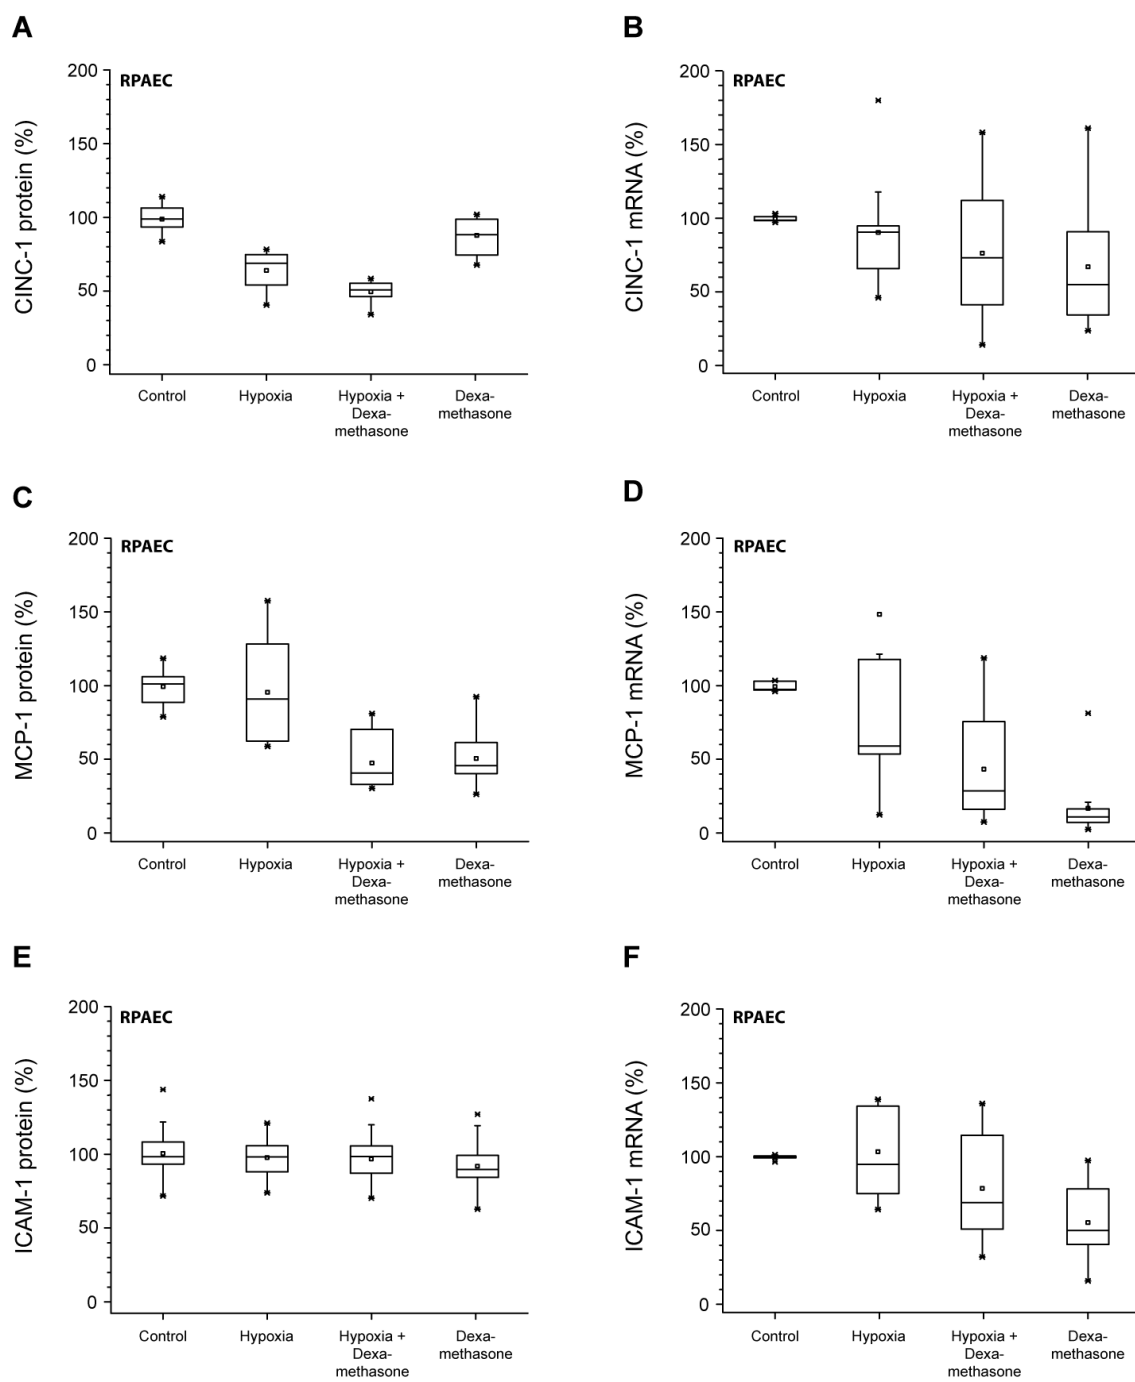 A
CINC-1 protein (%)
200
150
100
50
0
RPAEC
Control
Hypoxia
Hypoxia +
Dexa-
methasone
Dexa-
methasone
B
CINC-1 mRNA (%)
200
150
100
50
0
RPAEC
Control
Hypoxia
Hypoxia +
Dexa-
methasone
Dexa-
methasone
C
MCP-1 protein (%)
200
150
100
50
0
RPAEC
Control
Hypoxia
Hypoxia +
Dexa-
methasone
Dexa-
methasone
D
MCP-1 mRNA (%)
200
150
100
50
0
RPAEC
Control
Hypoxia
Hypoxia +
Dexa-
methasone
Dexa-
methasone
E
ICAM-1 protein (%)
200
150
100
50
0
RPAEC
Control
Hypoxia
Hypoxia +
Dexa-
methasone
Dexa-
methasone
F
ICAM-1 mRNA (%)
200
150
100
50
0
RPAEC
Control
Hypoxia
Hypoxia +
Dexa-
methasone
Dexa-
methasone